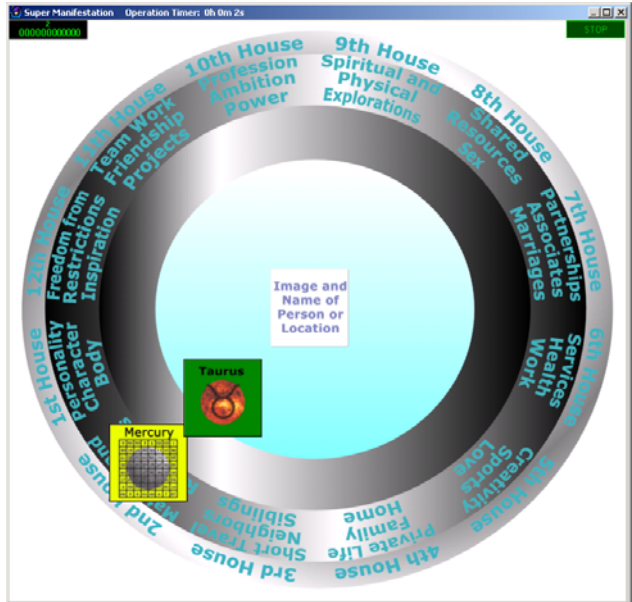 Super Manifestation Operation Timer: 0h 0m 2s
2
000000000000
STOP
9th House
Spiritual and
Physical
Explorations
8th House
Shared
Resources
Sex
7th House
Partnerships
Associates
Marriages
6th House
Services
Health
Work
5th House
Creativity
Sports
Love
4th House
Private Life
Family
Home
3rd House
Short Travel
Neighbors
Siblings
2nd House
and
1st House
Personality
Character
Body
12th House
Freedom from
Restrictions
Inspiration
11th House
Team Work
Friendship
Projects
10th House
Profession
Ambition
Power
Image and
Name of
Person or
Location
Taurus
Mercury